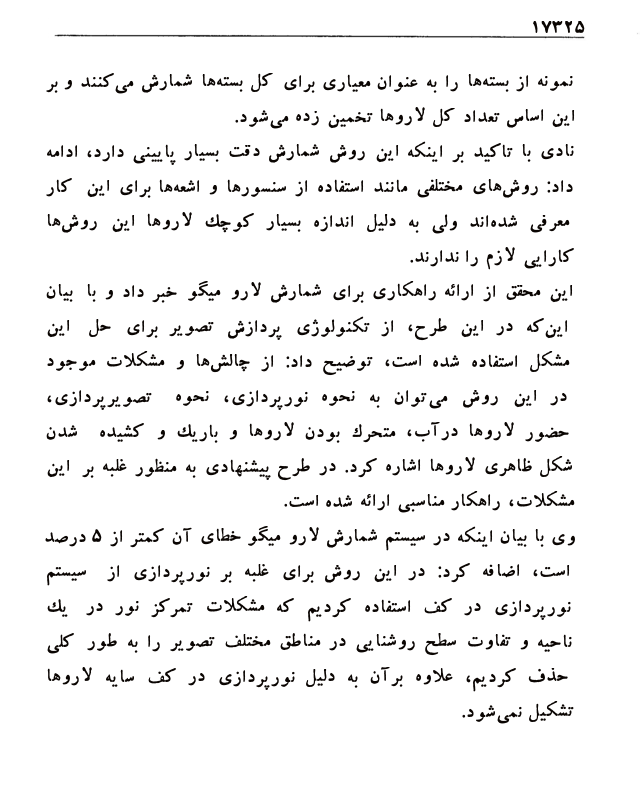 ۱۷۳۲۵
نمونه از بسته‌ها را به عنوان معیاری برای کل بسته‌ها شمارش می‌کنند و بر
این اساس تعداد کل لاروها تخمین زده می‌شود.
نادی با تاکید بر اینکه این روش شمارش دقت بسیار پایینی دارد، ادامه
داد: روش‌های مختلفی مانند استفاده از سنسورها و اشعه‌ها برای این کار
معرفی شده‌اند ولی به دلیل اندازه بسیار کوچك لاروها این روش‌ها
کارایی لازم را ندارند.
این محقق از ارائه راهکاری برای شمارش لارو میگو خبر داد و با بیان
این‌که در این طرح، از تکنولوژی پردازش تصویر برای حل این
مشکل استفاده شده است، توضیح داد: از چالش‌ها و مشکلات موجود
در این روش می‌توان به نحوه نورپردازی، نحوه تصویرپردازی،
حضور لاروها درآب، متحرك بودن لاروها و باریك و کشیده شدن
شکل ظاهری لاروها اشاره کرد. در طرح پیشنهادی به منظور غلبه بر این
مشکلات، راهکار مناسبی ارائه شده است.
وی با بیان اینکه در سیستم شمارش لارو میگو خطای آن کمتر از ۵ درصد
است، اضافه کرد: در این روش برای غلبه بر نورپردازی از سیستم
نورپردازی در کف استفاده کردیم که مشکلات تمرکز نور در یك
ناحیه و تفاوت سطح روشنایی در مناطق مختلف تصویر را به طور کلی
حذف کردیم، علاوه برآن به دلیل نورپردازی در کف سایه لاروها
تشکیل نمی‌شود.